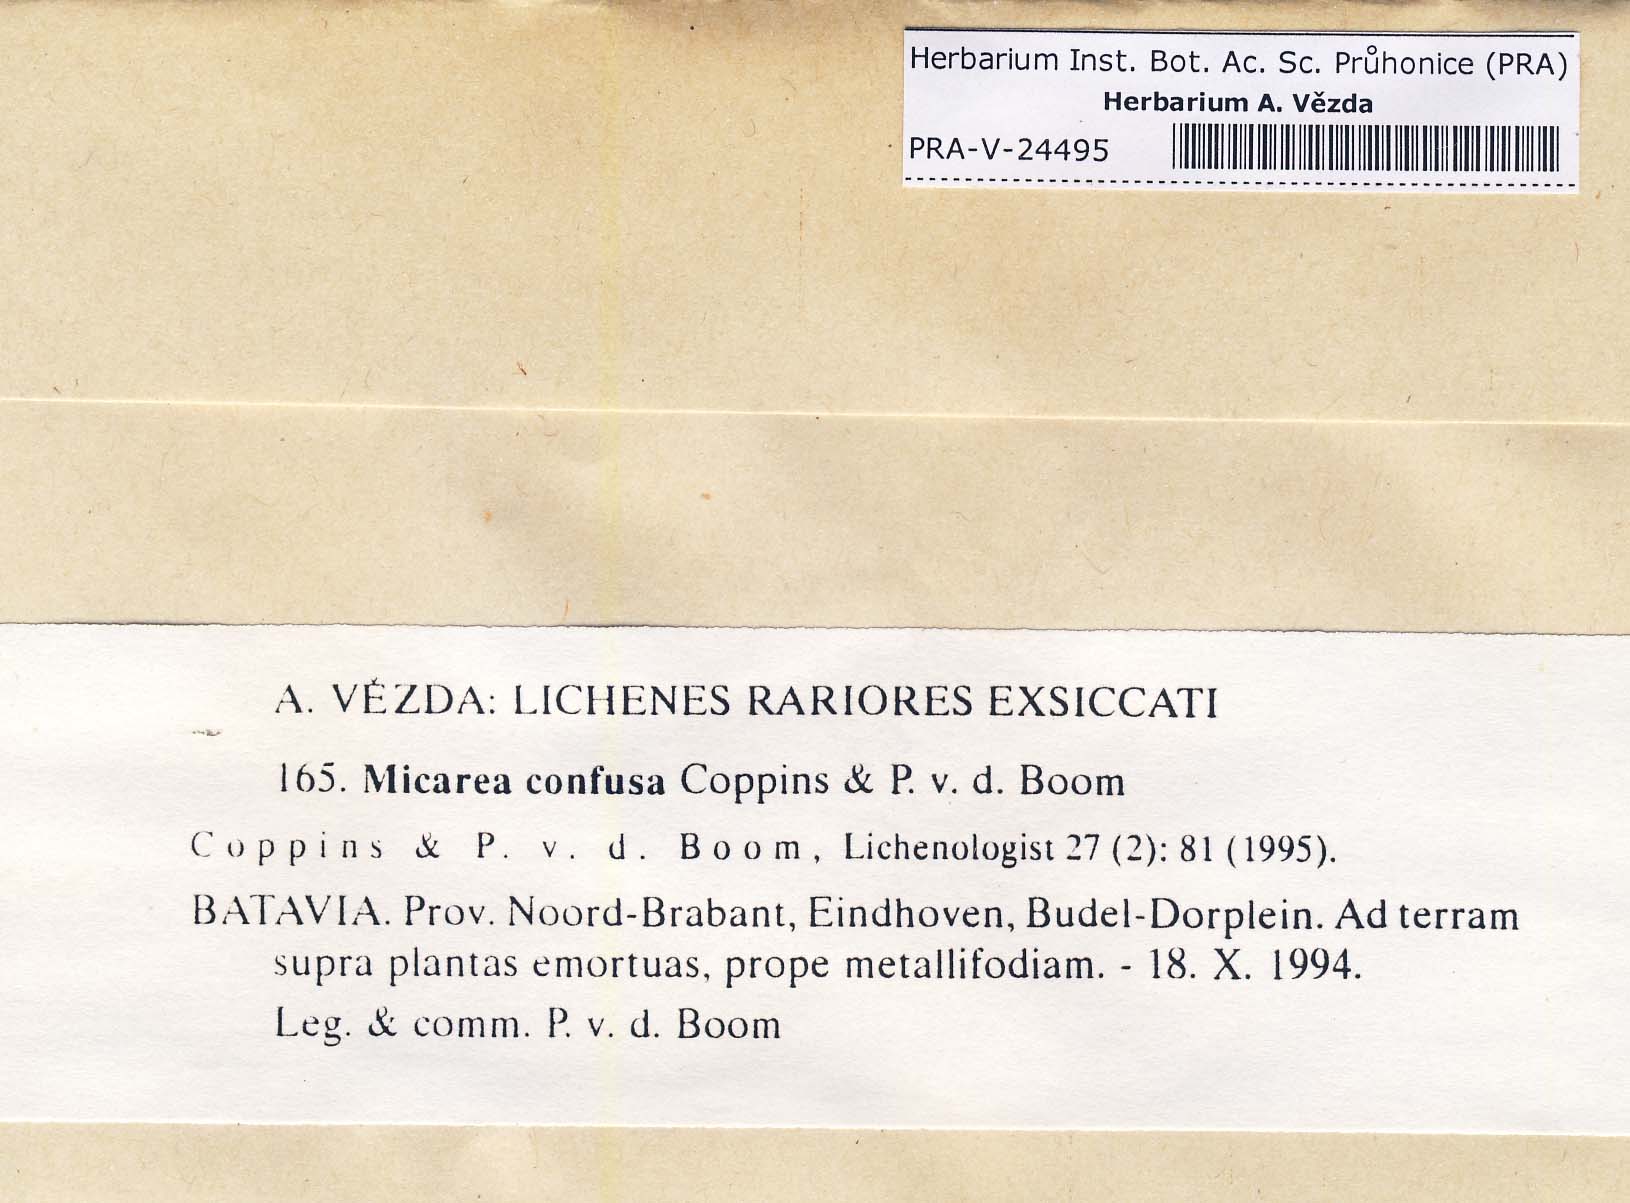 Herbarium Inst. Bot. Ac. Sc. Průhonice (PRA)
Herbarium A. Vězda
PRA-V-24495
A. VĚZDA: LICHENES RARIORES EXSICCATI
165. Micarea confusa Coppins & P. v. d. Boom
Coppins & P. v. d. Boom, Lichenologist 27 (2): 81 (1995).
BATAVIA. Prov. Noord-Brabant, Eindhoven, Budel-Dorplein. Ad terram
supra plantas emortuas, prope metallifodiam. - 18. X. 1994.
Leg. & comm. P. v. d. Boom